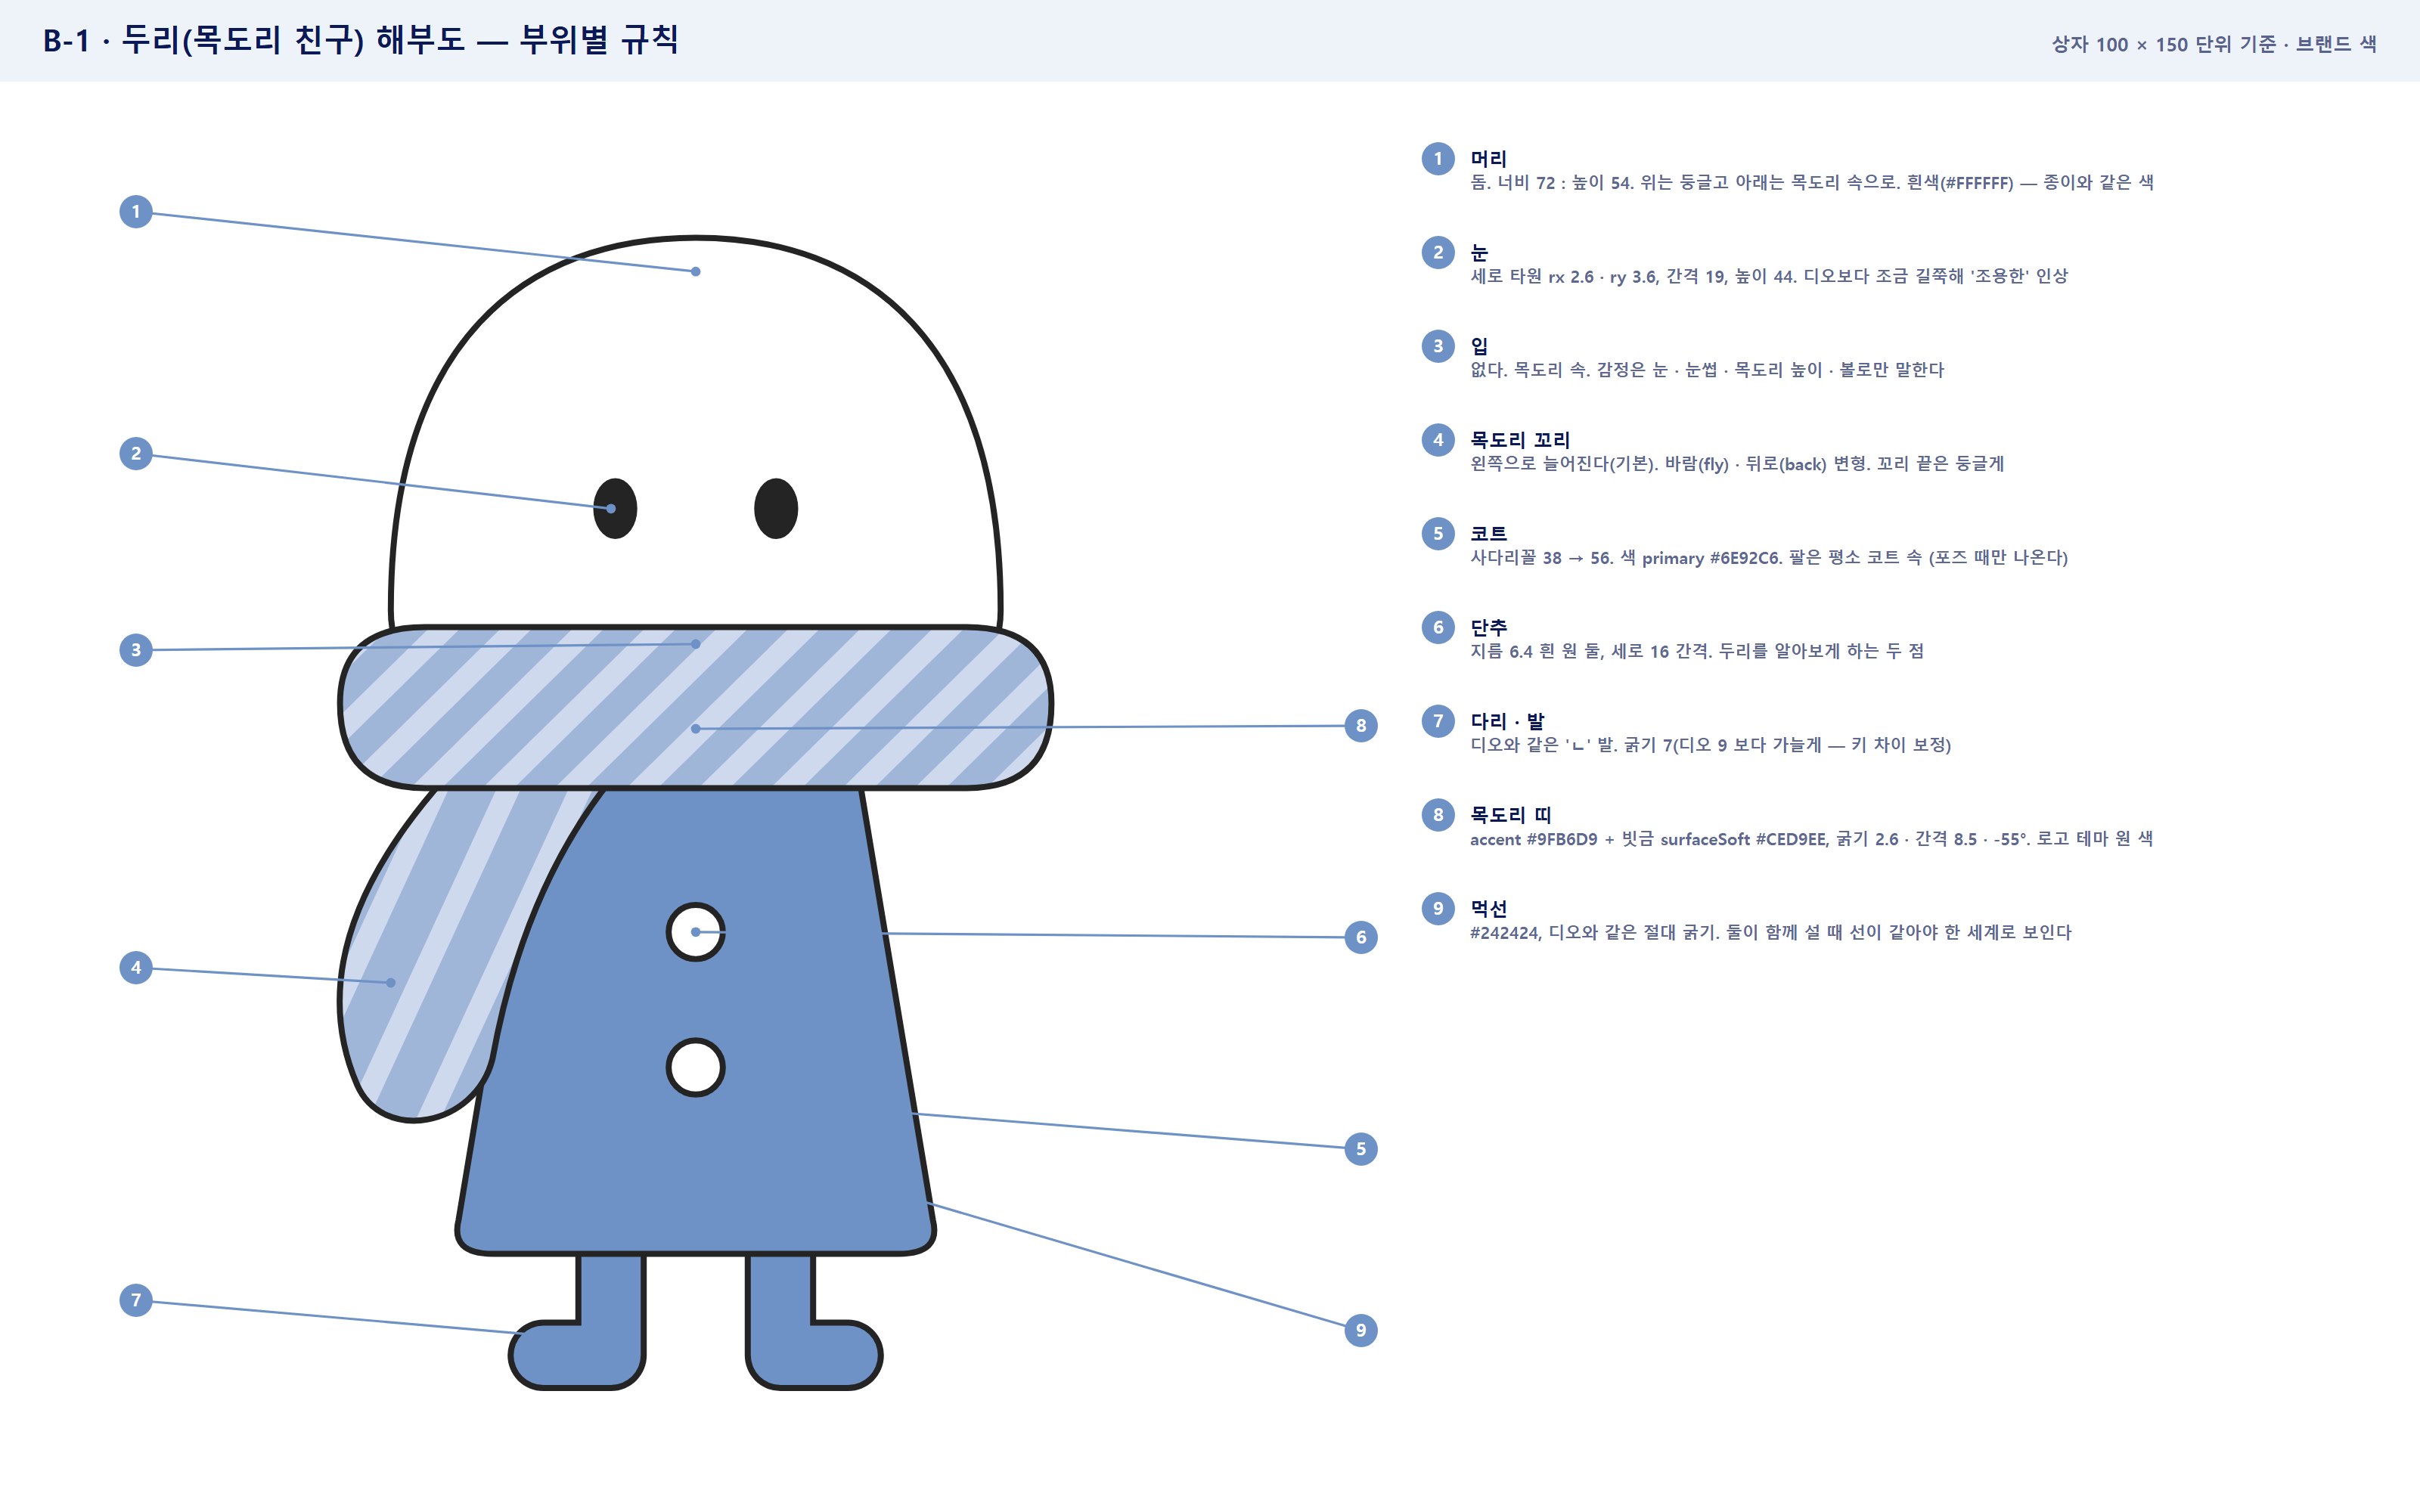 B-1 · 두리(목도리 친구) 해부도 — 부위별 규칙
상자 100 × 150 단위 기준 · 브랜드 색
1 머리
돔. 너비 72 : 높이 54. 위는 둥글고 아래는 목도리 속으로. 흰색(#FFFFFF) — 종이와 같은 색
2 눈
세로 타원 rx 2.6 · ry 3.6, 간격 19, 높이 44. 디오보다 조금 길쭉해 '조용한' 인상
3 입
없다. 목도리 속. 감정은 눈 · 눈썹 · 목도리 높이 · 볼로만 말한다
4 목도리 꼬리
왼쪽으로 늘어진다(기본). 바람(fly) · 뒤로(back) 변형. 꼬리 끝은 둥글게
5 코트
사다리꼴 38 → 56. 색 primary #6E92C6. 팔은 평소 코트 속 (포즈 때만 나온다)
6 단추
지름 6.4 흰 원 둘, 세로 16 간격. 두리를 알아보게 하는 두 점
7 다리 · 발
디오와 같은 'ㄴ' 발. 굵기 7(디오 9 보다 가늘게 — 키 차이 보정)
8 목도리 띠
accent #9FB6D9 + 빗금 surfaceSoft #CED9EE, 굵기 2.6 · 간격 8.5 · -55°. 로고 테마 원 색
9 먹선
#242424, 디오와 같은 절대 굵기. 둘이 함께 설 때 선이 같아야 한 세계로 보인다
1
2
3
8
6
4
5
7
9